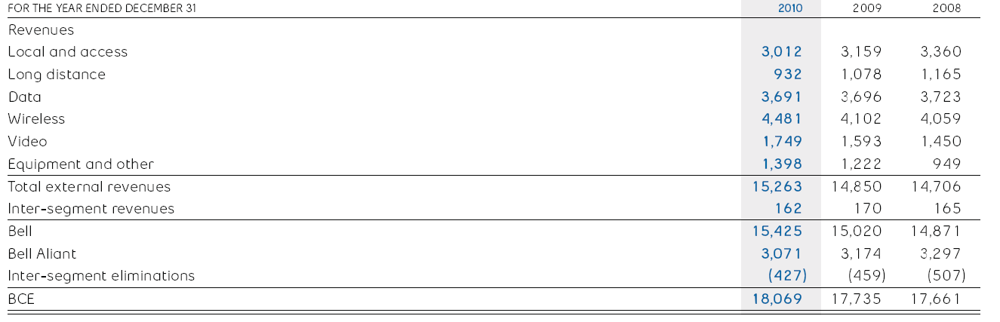 FOR THE YEAR ENDED DECEMBER 31 2010 2009 2008
Revenues
Local and access 3,012 3,159 3,360
Long distance 932 1,078 1,165
Data 3,691 3,696 3,723
Wireless 4,481 4,102 4,059
Video 1,749 1,593 1,450
Equipment and other 1,398 1,222 949
Total external revenues 15,263 14,850 14,706
Inter-segment revenues 162 170 165
Bell 15,425 15,020 14,871
Bell Aliant 3,071 3,174 3,297
Inter-segment eliminations (427) (459) (507)
BCE 18,069 17,735 17,661